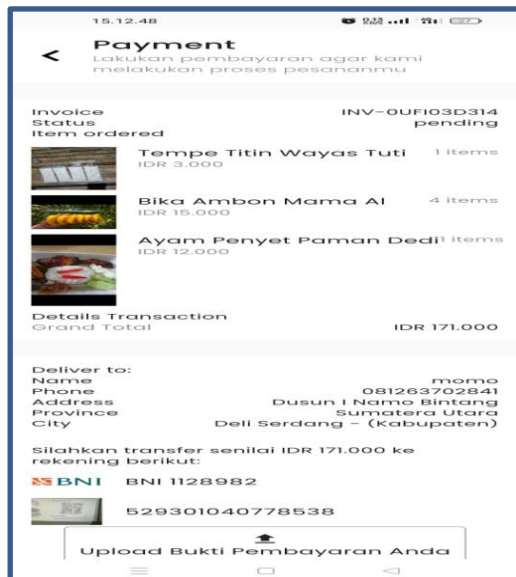 15.12.48
Payment
Lakukan pembayaran agar kami
melakukan proses pesananmu
Invoice INV-0UFI03D314
Status pending
Item ordered
Tempe Titin Wayas Tuti 1 items
IDR 3.000
Bika Ambon Mama Al 4 items
IDR 15.000
Ayam Penyet Paman Dedi 1 items
IDR 12.000
Details Transaction
Grand Total IDR 171.000
Deliver to:
Name momo
Phone 081263702841
Address Dusun I Namo Bintang
Province Sumatera Utara
City Deli Serdang - (Kabupaten)
Silahkan transfer senilai IDR 171.000 ke
rekening berikut:
BNI BNI 1128982
529301040778538
Upload Bukti Pembayaran Anda